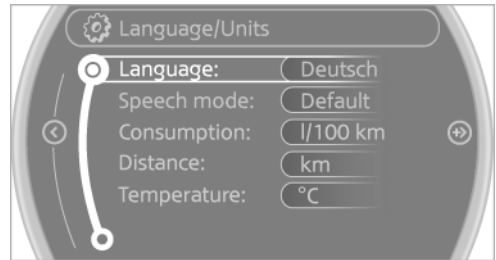 Language/Units
Language: Deutsch
Speech mode: Default
Consumption: l/100 km
Distance: km
Temperature: °C